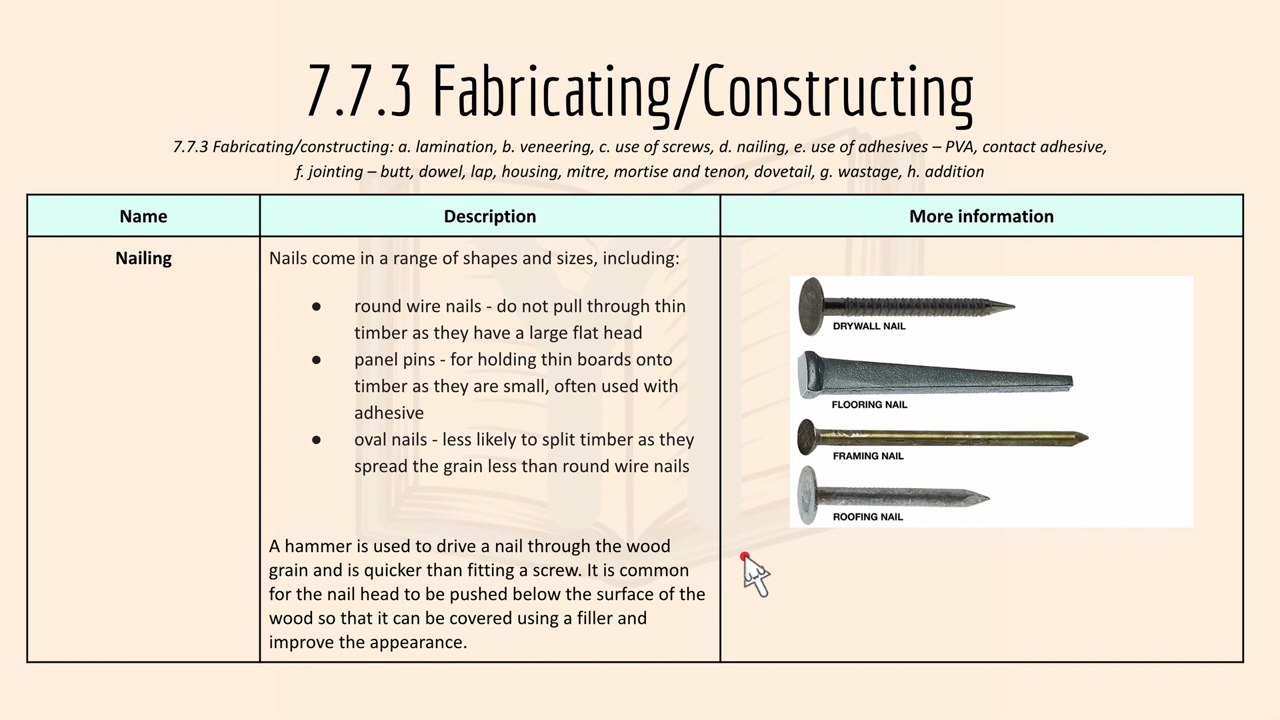 7.7.3 Fabricating/Constructing
7.7.3 Fabricating/constructing: a. lamination, b. veneering, c. use of screws, d. nailing, e. use of adhesives – PVA, contact adhesive,
f. jointing – butt, dowel, lap, housing, mitre, mortise and tenon, dovetail, g. wastage, h. addition
Name
Description
More information
Nailing
Nails come in a range of shapes and sizes, including:
● round wire nails - do not pull through thin
timber as they have a large flat head
● panel pins - for holding thin boards onto
timber as they are small, often used with
adhesive
● oval nails - less likely to split timber as they
spread the grain less than round wire nails
A hammer is used to drive a nail through the wood
grain and is quicker than fitting a screw. It is common
for the nail head to be pushed below the surface of the
wood so that it can be covered using a filler and
improve the appearance.
DRYWALL NAIL
FLOORING NAIL
FRAMING NAIL
ROOFING NAIL